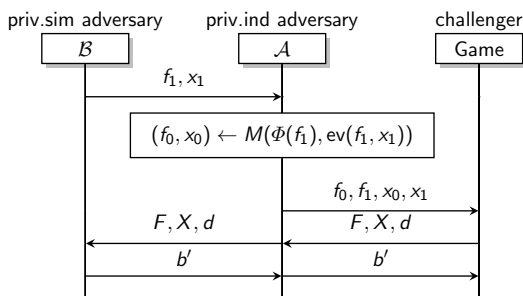 priv.sim adversary priv.ind adversary challenger
ℬ 𝒜 Game
f₁, x₁
(f₀, x₀) ← M(Φ(f₁), ev(f₁, x₁))
f₀, f₁, x₀, x₁
F, X, d F, X, d
b′ b′